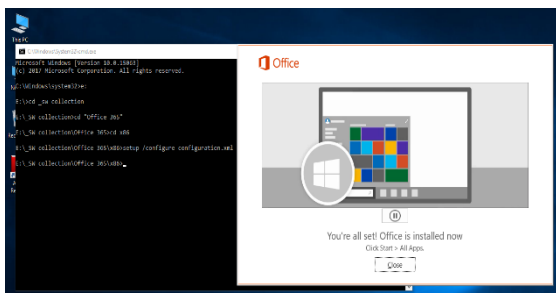 This PC
C:\Windows\System32\cmd.exe
Microsoft Windows [Version 10.0.15063]
(c) 2017 Microsoft Corporation. All rights reserved.
C:\Windows\system32>e:
E:\>cd _sw collection
E:\_SW collection>cd "Office 365"
E:\_SW collection\Office 365>cd x86
E:\_SW collection\Office 365\x86>setup /configure configuration.xml
E:\_SW collection\Office 365\x86>
Office
You're all set! Office is installed now
Click Start > All Apps.
Close